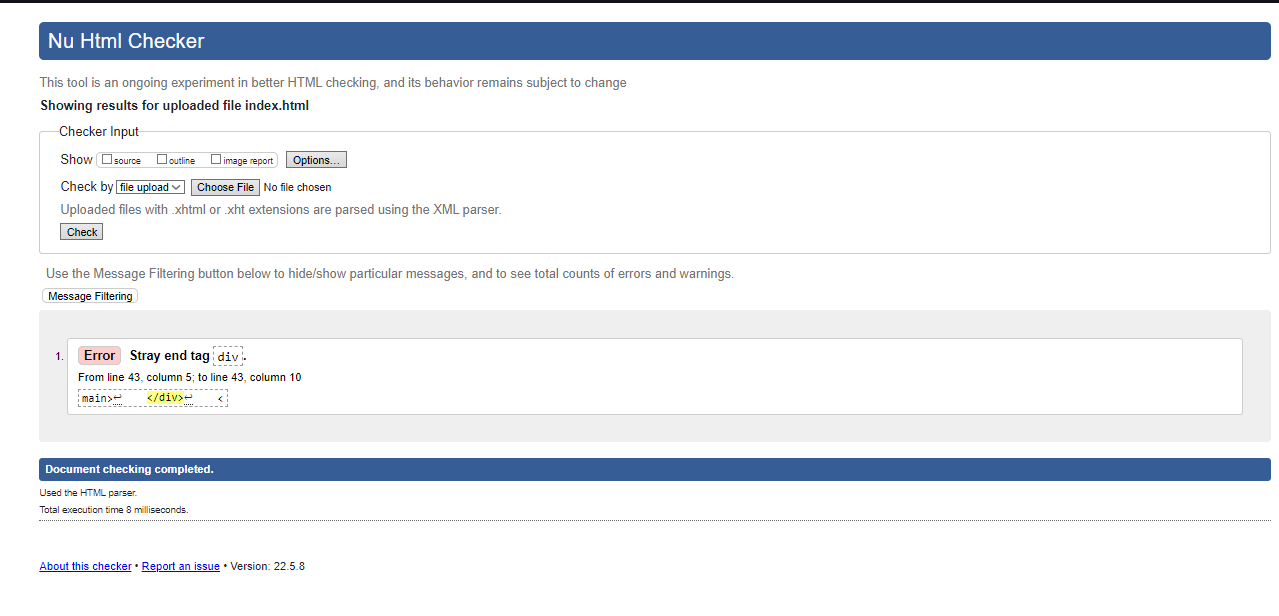 Nu Html Checker
This tool is an ongoing experiment in better HTML checking, and its behavior remains subject to change
Showing results for uploaded file index.html
Checker Input
Show source outline image report Options...
Check by file upload Choose File No file chosen
Uploaded files with .xhtml or .xht extensions are parsed using the XML parser.
Check
Use the Message Filtering button below to hide/show particular messages, and to see total counts of errors and warnings.
Message Filtering
1. Error Stray end tag div.
From line 43, column 5; to line 43, column 10
main>↩ </div>↩ <
Document checking completed.
Used the HTML parser.
Total execution time 8 milliseconds.
About this checker • Report an issue • Version: 22.5.8